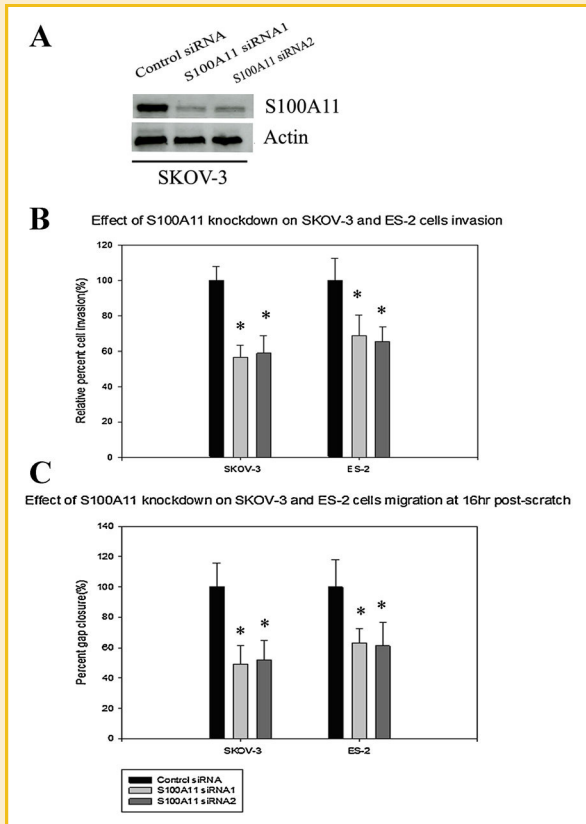 A
Control siRNA
S100A11 siRNA1
S100A11 siRNA2
S100A11
Actin
SKOV-3
B
Effect of S100A11 knockdown on SKOV-3 and ES-2 cells invasion
Relative percent cell invasion(%)
120
100
80
60
40
20
0
* * * *
SKOV-3 ES-2
C
Effect of S100A11 knockdown on SKOV-3 and ES-2 cells migration at 16hr post-scratch
Percent gap closure(%)
140
120
100
80
60
40
20
0
* * * *
SKOV-3 ES-2
Control siRNA
S100A11 siRNA1
S100A11 siRNA2